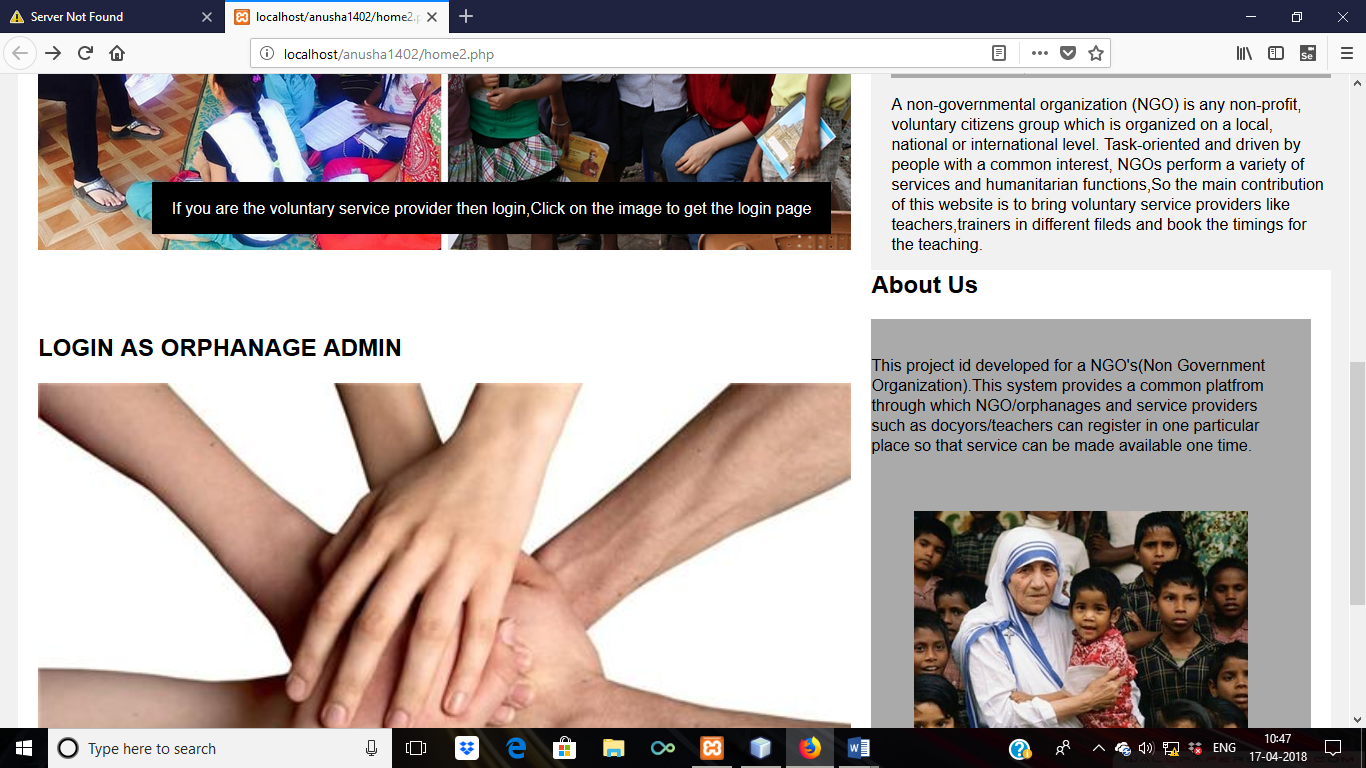 Server Not Found
localhost/anusha1402/home2.p
localhost/anusha1402/home2.php
Se
If you are the voluntary service provider then login,Click on the image to get the login page
LOGIN AS ORPHANAGE ADMIN
A non-governmental organization (NGO) is any non-profit,
voluntary citizens group which is organized on a local,
national or international level. Task-oriented and driven by
people with a common interest, NGOs perform a variety of
services and humanitarian functions,So the main contribution
of this website is to bring voluntary service providers like
teachers,trainers in different fileds and book the timings for
the teaching.
About Us
This project id developed for a NGO's(Non Government
Organization).This system provides a common platfrom
through which NGO/orphanages and service providers
such as docyors/teachers can register in one particular
place so that service can be made available one time.
Type here to search
ENG
10:47
17-04-2018